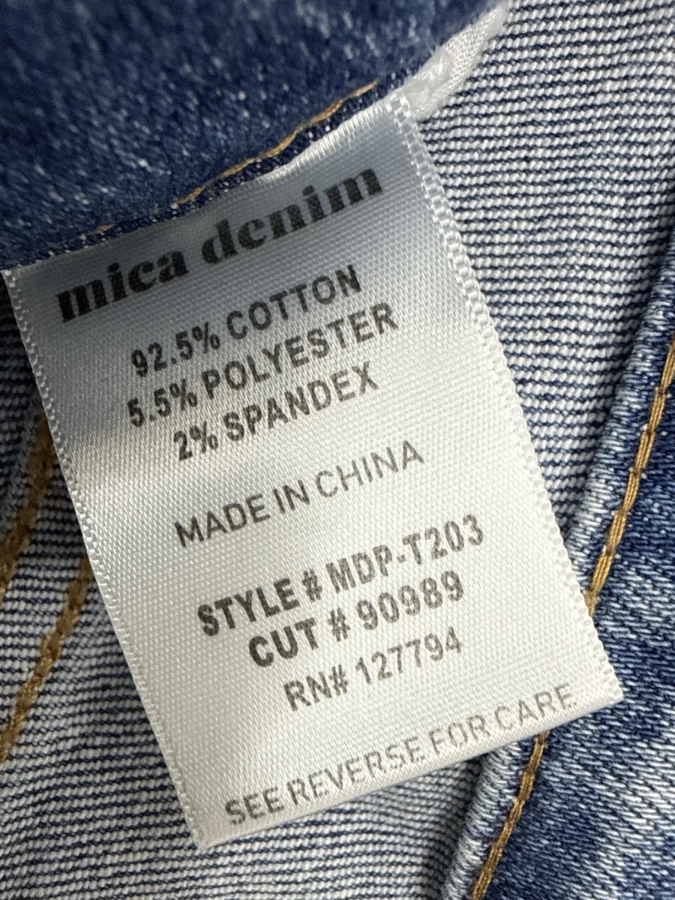 mica denim
92.5% COTTON
5.5% POLYESTER
2% SPANDEX
MADE IN CHINA
STYLE # MDP-T203
CUT # 90989
RN# 127794
SEE REVERSE FOR CARE